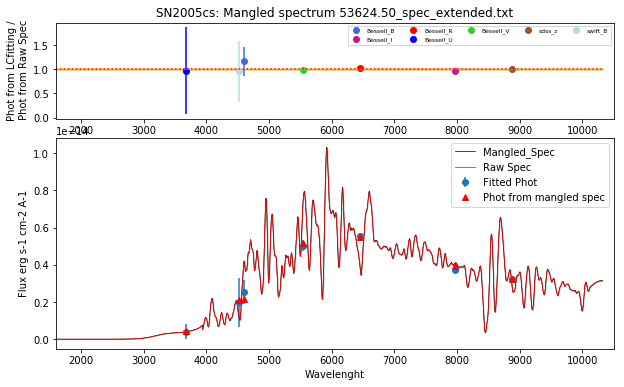 SN2005cs: Mangled spectrum 53624.50_spec_extended.txt
Phot from LCfitting /
Phot from Raw Spec
1.5
1.0
0.5
0.0
Bessell_B
Bessell_I
Bessell_R
Bessell_U
Bessell_V
sdss_z
swift_B
2000 3000 4000 5000 6000 7000 8000 9000 10000
1e−14
Flux erg s-1 cm-2 A-1
1.0
0.8
0.6
0.4
0.2
0.0
Mangled_Spec
Raw Spec
Fitted Phot
Phot from mangled spec
2000 3000 4000 5000 6000 7000 8000 9000 10000
Wavelenght